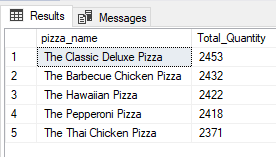 Results Messages
pizza_name Total_Quantity
1 The Classic Deluxe Pizza 2453
2 The Barbecue Chicken Pizza 2432
3 The Hawaiian Pizza 2422
4 The Pepperoni Pizza 2418
5 The Thai Chicken Pizza 2371